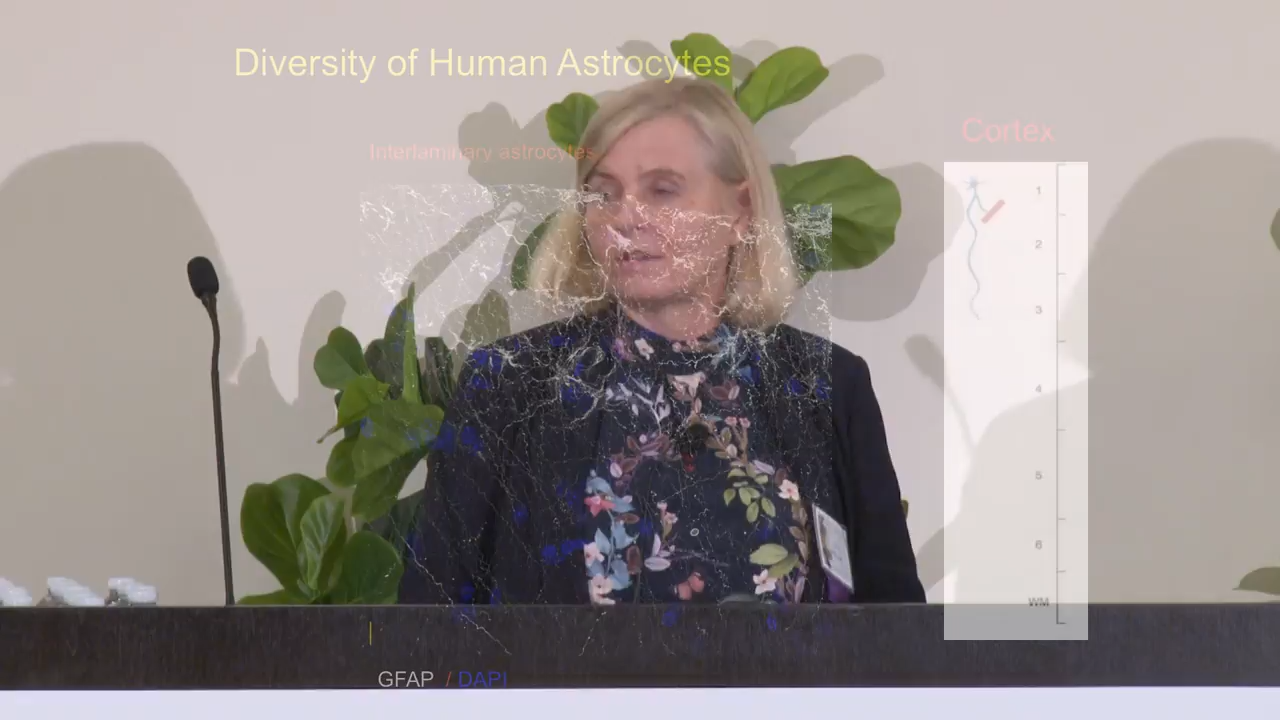 Diversity of Human Astrocytes
Cortex
Interlaminary astrocytes
1
2
3
4
5
6
WM
GFAP / DAPI